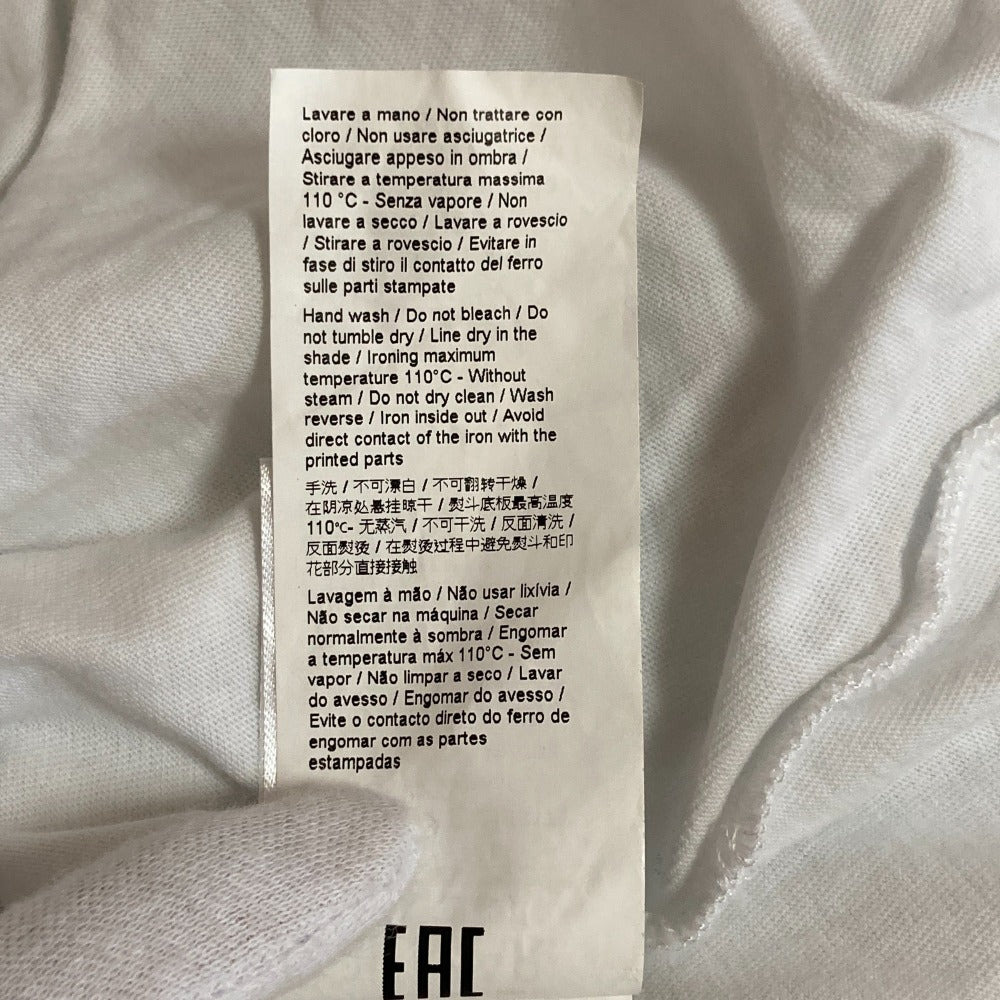 Lavare a mano / Non trattare con
cloro / Non usare asciugatrice /
Asciugare appeso in ombra /
Stirare a temperatura massima
110 °C - Senza vapore / Non
lavare a secco / Lavare a rovescio
/ Stirare a rovescio / Evitare in
fase di stiro il contatto del ferro
sulle parti stampate
Hand wash / Do not bleach / Do
not tumble dry / Line dry in the
shade / Ironing maximum
temperature 110°C - Without
steam / Do not dry clean / Wash
reverse / Iron inside out / Avoid
direct contact of the iron with the
printed parts
手洗 / 不可漂白 / 不可翻转干燥 /
在阴凉处悬挂晾干 / 熨斗底板最高温度
110℃- 无蒸汽 / 不可干洗 / 反面清洗 /
反面熨後 / 在熨後过程中避免熨斗和印
花部分直接接触
Lavagem à mão / Não usar lixívia /
Não secar na máquina / Secar
normalmente à sombra / Engomar
a temperatura máx 110°C - Sem
vapor / Não limpar a seco / Lavar
do avesso / Engomar do avesso /
Evite o contacto direto do ferro de
engomar com as partes
estampadas
EAC